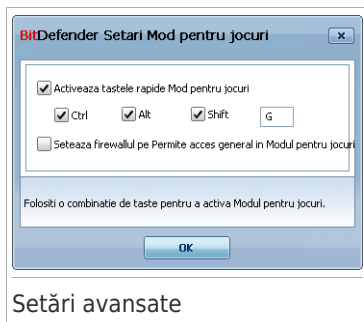 BitDefender Setari Mod pentru jocuri
Activeaza tastele rapide Mod pentru jocuri
Ctrl Alt Shift G
Seteaza firewallul pe Permite acces general in Modul pentru jocuri
Folositi o combinatie de taste pentru a activa Modul pentru jocuri.
OK
Setări avansate